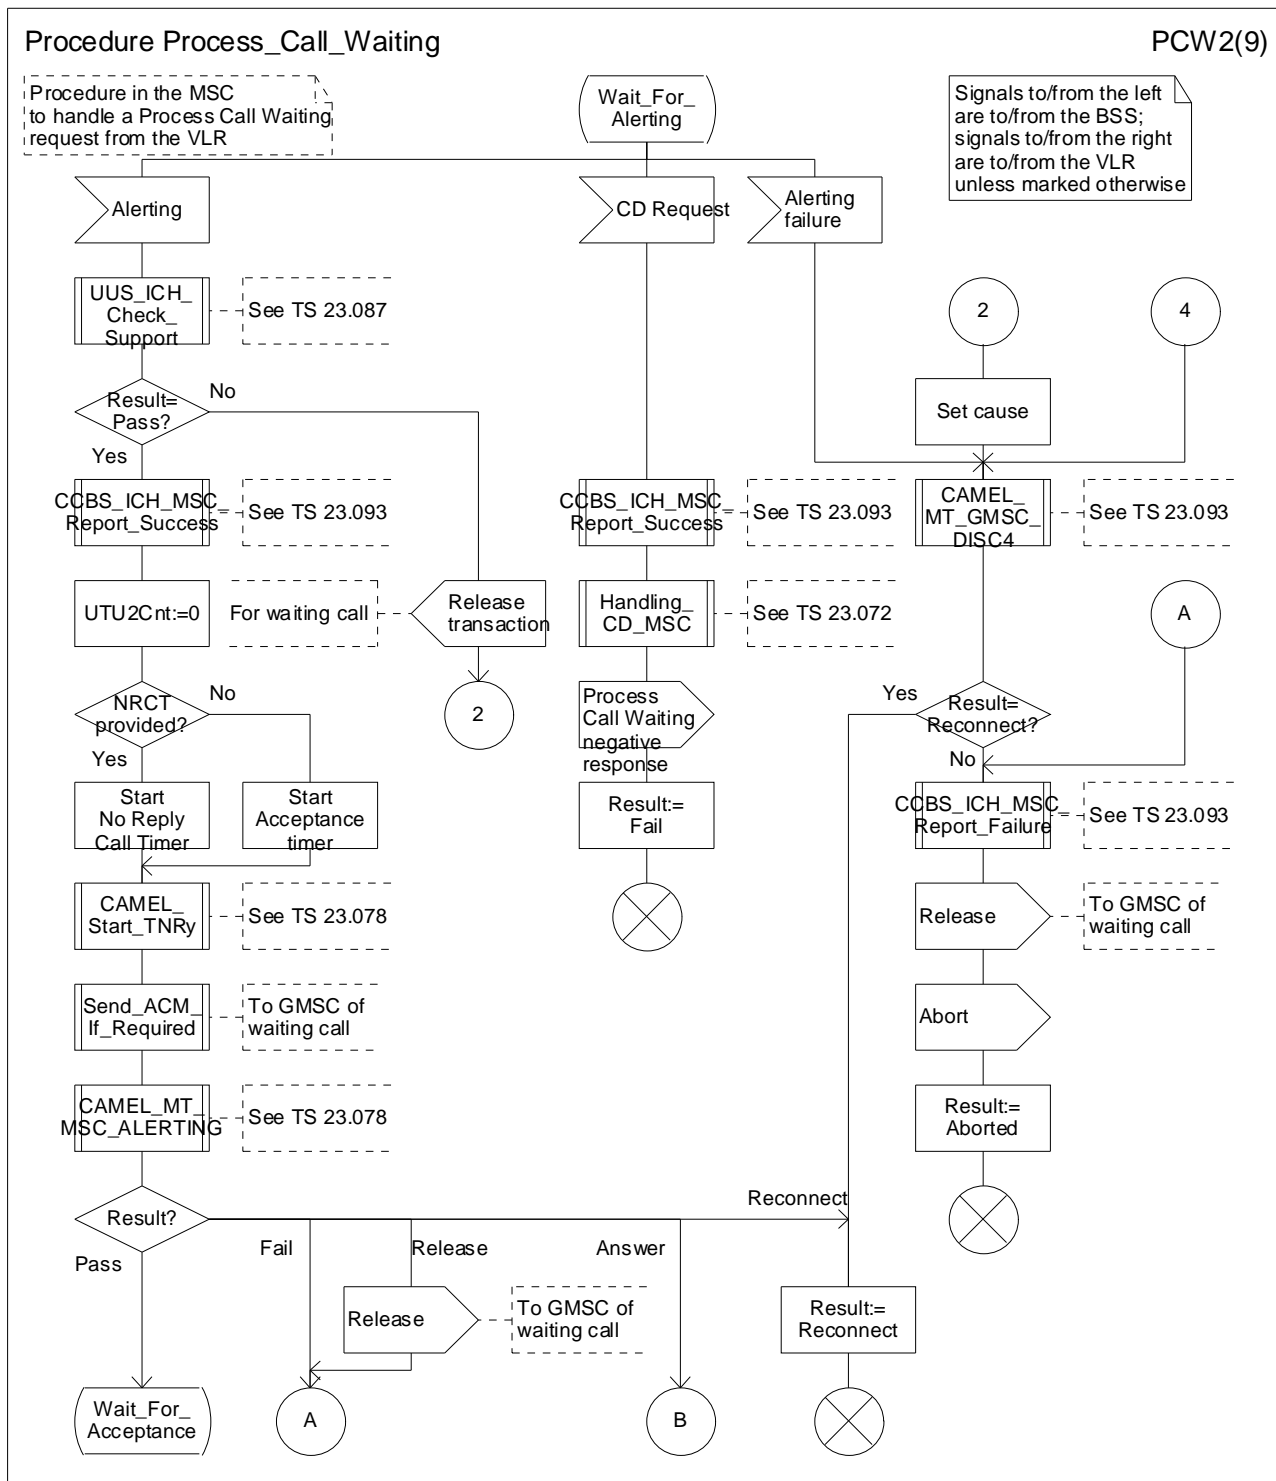 Procedure Process_Call_Waiting
PCW2(9)
Procedure in the MSC
to handle a Process Call Waiting
request from the VLR
Wait_For_
Alerting
Signals to/from the left
are to/from the BSS;
signals to/from the right
are to/from the VLR
unless marked otherwise
Alerting
CD Request
Alerting
failure
UUS_ICH_
Check_
Support
See TS 23.087
2
4
Result=
Pass?
No
Yes
Set cause
CCBS_ICH_MSC_
Report_Success
See TS 23.093
CCBS_ICH_MSC_
Report_Success
See TS 23.093
CAMEL_
MT_GMSC_
DISC4
See TS 23.093
UTU2Cnt:=0
For waiting call
Release
transaction
Handling_
CD_MSC
See TS 23.072
A
NRCT
provided?
No
Yes
2
Process
Call Waiting
negative
response
Yes
Result=
Reconnect?
No
Start
No Reply
Call Timer
Start
Acceptance
timer
Result:=
Fail
CCBS_ICH_MSC_
Report_Failure
See TS 23.093
CAMEL_
Start_TNRy
See TS 23.078
Release
To GMSC of
waiting call
Send_ACM_
If_Required
To GMSC of
waiting call
Abort
CAMEL_MT_
MSC_ALERTING
See TS 23.078
Result:=
Aborted
Result?
Reconnect
Pass
Fail
Release
Answer
Release
To GMSC of
waiting call
Result:=
Reconnect
Wait_For_
Acceptance
A
B